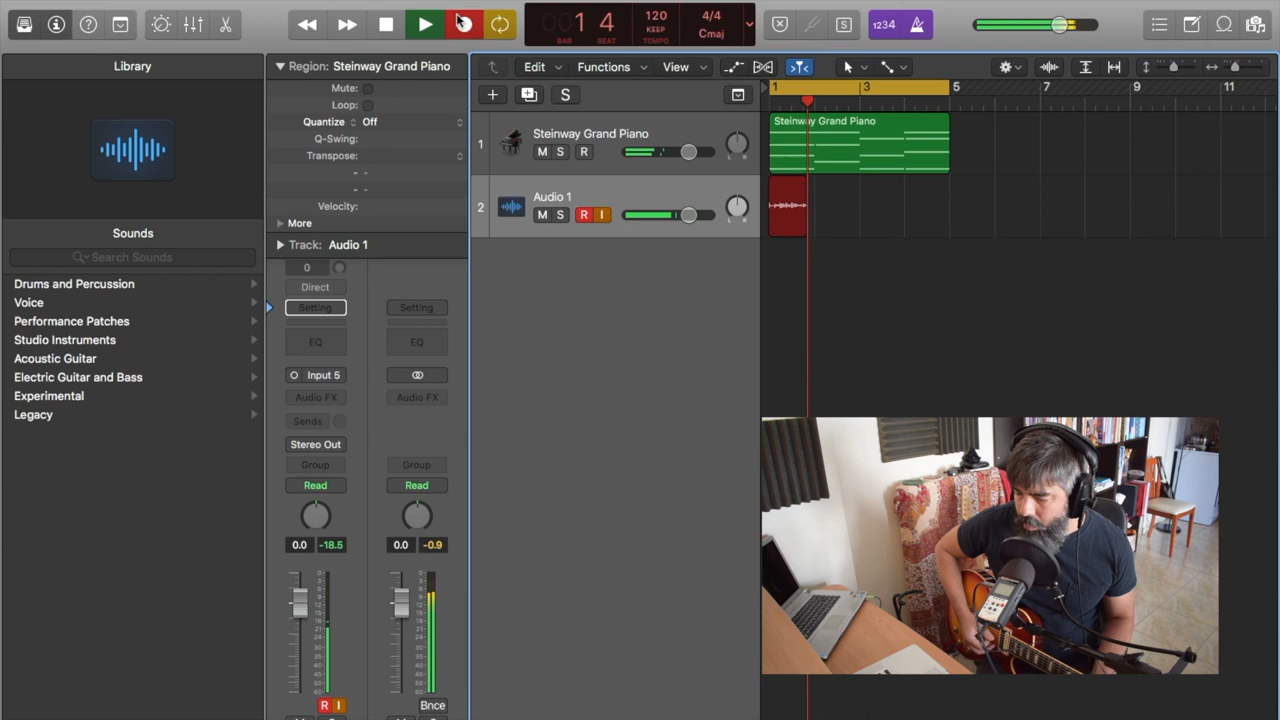 1 4
120
4/4
BAR
BEAT
KEEP
TEMPO
Cmaj
S
1234
Library
Region: Steinway Grand Piano
Mute:
Loop:
Quantize
Off
Q-Swing:
Transpose:
Velocity:
More
Track: Audio 1
Sounds
Search Sounds
Drums and Percussion
Voice
Performance Patches
Studio Instruments
Acoustic Guitar
Electric Guitar and Bass
Experimental
Legacy
0
Direct
Setting
Setting
EQ
EQ
Input 5
Audio FX
Audio FX
Sends
Stereo Out
Group
Group
Read
Read
0.0
-18.5
0.0
-0.9
R I
Bnce
Edit
Functions
View
S
1
3
5
7
9
11
1
Steinway Grand Piano
M S R
L R
Steinway Grand Piano
2
Audio 1
M S R I
L R